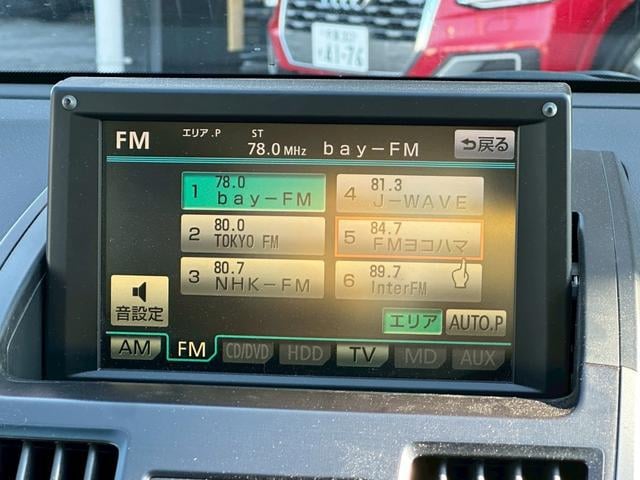 FM エリア.P ST 78.0 MHz bay-FM 戻る
1 78.0 bay-FM
4 81.3 J-WAVE
2 80.0 TOKYO FM
5 84.7 FMヨコハマ
3 80.7 NHK-FM
6 89.7 InterFM
音設定
エリア AUTO.P
AM FM CD/DVD HDD TV MD AUX
41-76